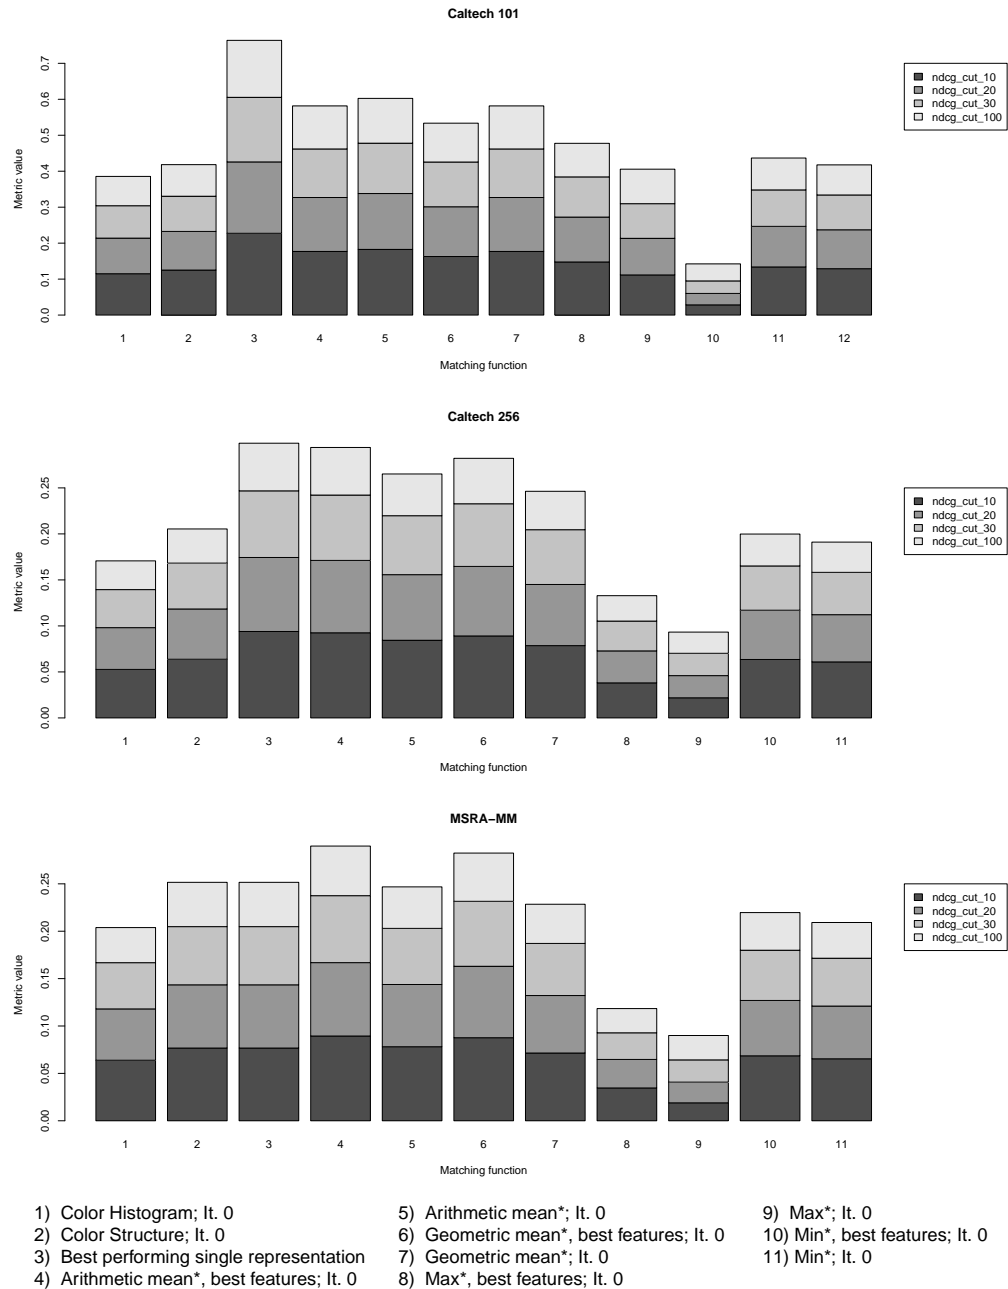 Caltech 101
0.0 0.1 0.2 0.3 0.4 0.5 0.6 0.7
Metric value
ndcg_cut_10
ndcg_cut_20
ndcg_cut_30
ndcg_cut_100
1 2 3 4 5 6 7 8 9 10 11 12
Matching function
Caltech 256
0.00 0.05 0.10 0.15 0.20 0.25
Metric value
ndcg_cut_10
ndcg_cut_20
ndcg_cut_30
ndcg_cut_100
1 2 3 4 5 6 7 8 9 10 11
Matching function
MSRA−MM
0.00 0.05 0.10 0.15 0.20 0.25
Metric value
ndcg_cut_10
ndcg_cut_20
ndcg_cut_30
ndcg_cut_100
1 2 3 4 5 6 7 8 9 10 11
Matching function
1) Color Histogram; It. 0
2) Color Structure; It. 0
3) Best performing single representation
4) Arithmetic mean*, best features; It. 0
5) Arithmetic mean*; It. 0
6) Geometric mean*, best features; It. 0
7) Geometric mean*; It. 0
8) Max*, best features; It. 0
9) Max*; It. 0
10) Min*, best features; It. 0
11) Min*; It. 0